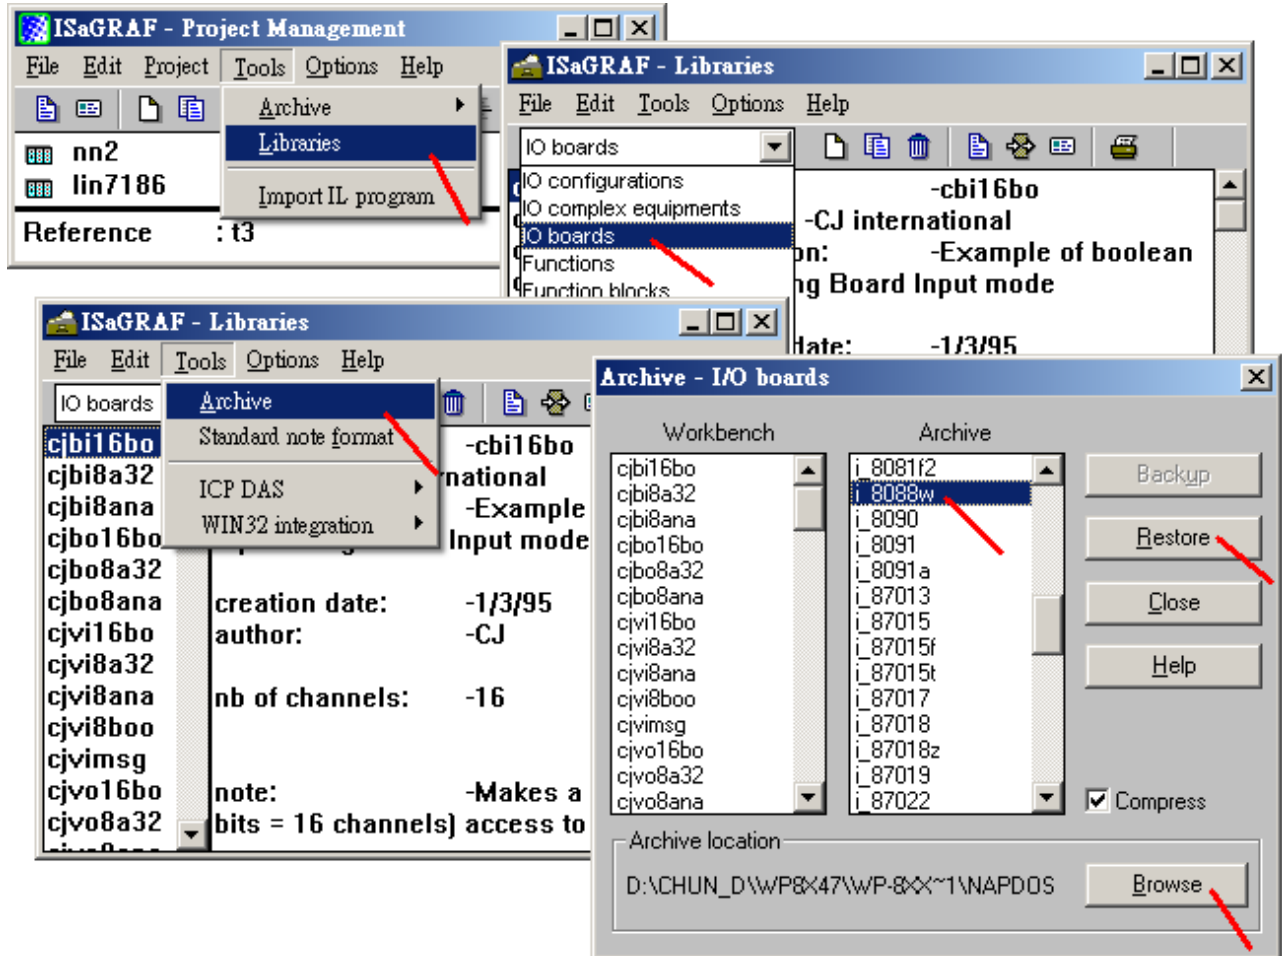 ISaGRAF - Project Management
File Edit Project Tools Options Help
Archive
Libraries
Import IL program
nn2
lin7186
Reference : t3
ISaGRAF - Libraries
File Edit Tools Options Help
IO boards
IO configurations
IO complex equipments
IO boards
Functions
Function blocks
-cbi16bo
-CJ international
on: -Example of boolean
ng Board Input mode
date: -1/3/95
ISaGRAF - Libraries
File Edit Tools Options Help
IO boards
Archive
Standard note format
ICP DAS
WIN32 integration
cjbi16bo
cjbi8a32
cjbi8ana
cjbo16bo
cjbo8a32
cjbo8ana
cjvi16bo
cjvi8a32
cjvi8ana
cjvi8boo
cjvimsg
cjvo16bo
cjvo8a32
-cbi16bo
rnational
-Example
Input mode
creation date: -1/3/95
author: -CJ
nb of channels: -16
note: -Makes a
bits = 16 channels) access to
Archive - I/O boards
Workbench Archive
cjbi16bo
cjbi8a32
cjbi8ana
cjbo16bo
cjbo8a32
cjbo8ana
cjvi16bo
cjvi8a32
cjvi8ana
cjvi8boo
cjvimsg
cjvo16bo
cjvo8a32
cjvo8ana
i_8081f2
i_8088w
i_8090
i_8091
i_8091a
i_87013
i_87015
i_87015f
i_87015t
i_87017
i_87018
i_87018z
i_87019
i_87022
Backup
Restore
Close
Help
Compress
Archive location
D:\CHUN_D\WP8X47\WP-8XX~1\NAPDOS
Browse